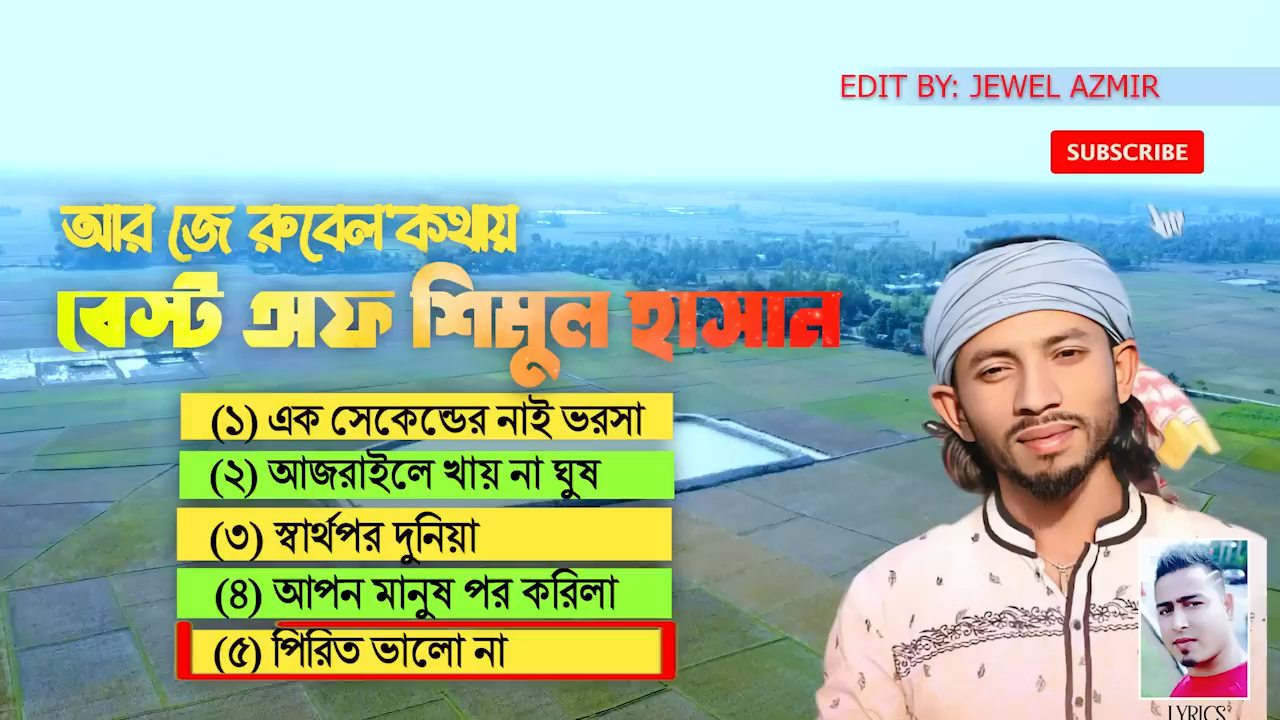 EDIT BY: JEWEL AZMIR
SUBSCRIBE
আর জে রুবেল কথায়
বেস্ট অফ শিমুল হাসান
(১) এক সেকেন্ডের নাই ভরসা
(২) আজরাইলে খায় না ঘুষ
(৩) স্বার্থপর দুনিয়া
(৪) আপন মানুষ পর করিলা
(৫) পিরিত ভালো না
LYRICS